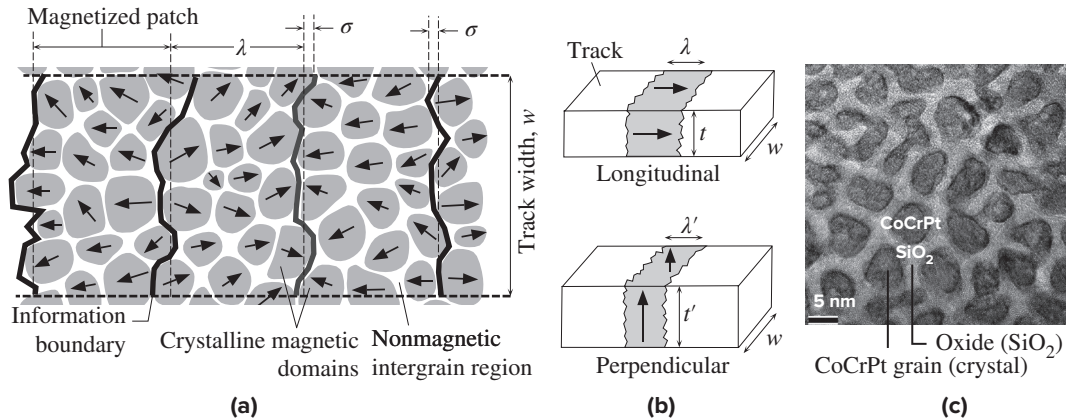 Magnetized patch
λ
σ
σ
Track width, w
Information
boundary
Crystalline magnetic
domains
Nonmagnetic
intergrain region
(a)
Track
λ
t
w
Longitudinal
λ′
t′
w
Perpendicular
(b)
CoCrPt
SiO2
5 nm
Oxide (SiO2)
CoCrPt grain (crystal)
(c)